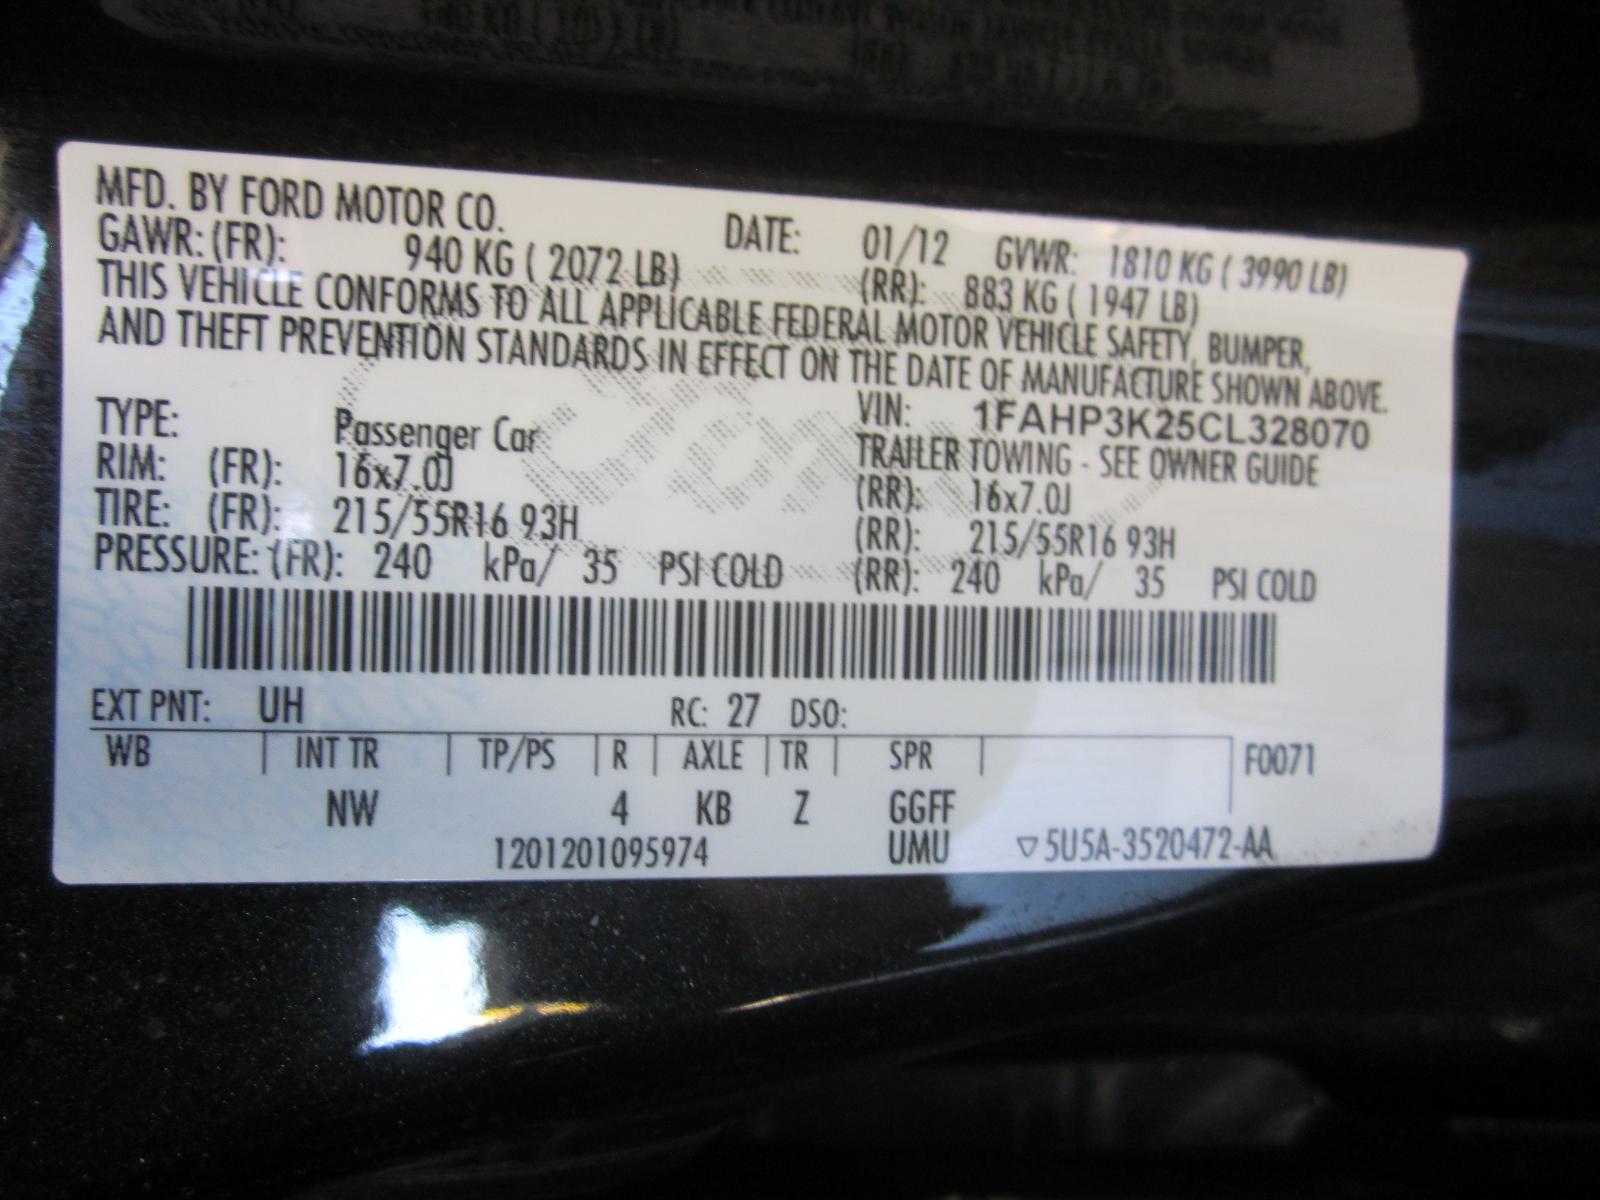 MFD. BY FORD MOTOR CO. DATE: 01/12 GVWR: 1810 KG ( 3990 LB)
GAWR: (FR): 940 KG ( 2072 LB) (RR): 883 KG ( 1947 LB)
THIS VEHICLE CONFORMS TO ALL APPLICABLE FEDERAL MOTOR VEHICLE SAFETY, BUMPER,
AND THEFT PREVENTION STANDARDS IN EFFECT ON THE DATE OF MANUFACTURE SHOWN ABOVE.
VIN: 1FAHP3K25CL328070
TYPE: Passenger Car TRAILER TOWING - SEE OWNER GUIDE
RIM: (FR): 16x7.0J (RR): 16x7.0J
TIRE: (FR): 215/55R16 93H (RR): 215/55R16 93H
PRESSURE: (FR): 240 kPa/ 35 PSI COLD (RR): 240 kPa/ 35 PSI COLD
EXT PNT: UH RC: 27 DSO:
WB INT TR TP/PS R AXLE TR SPR F0071
NW 4 KB Z GGFF
1201201095974 UMU ▽5U5A-3520472-AA